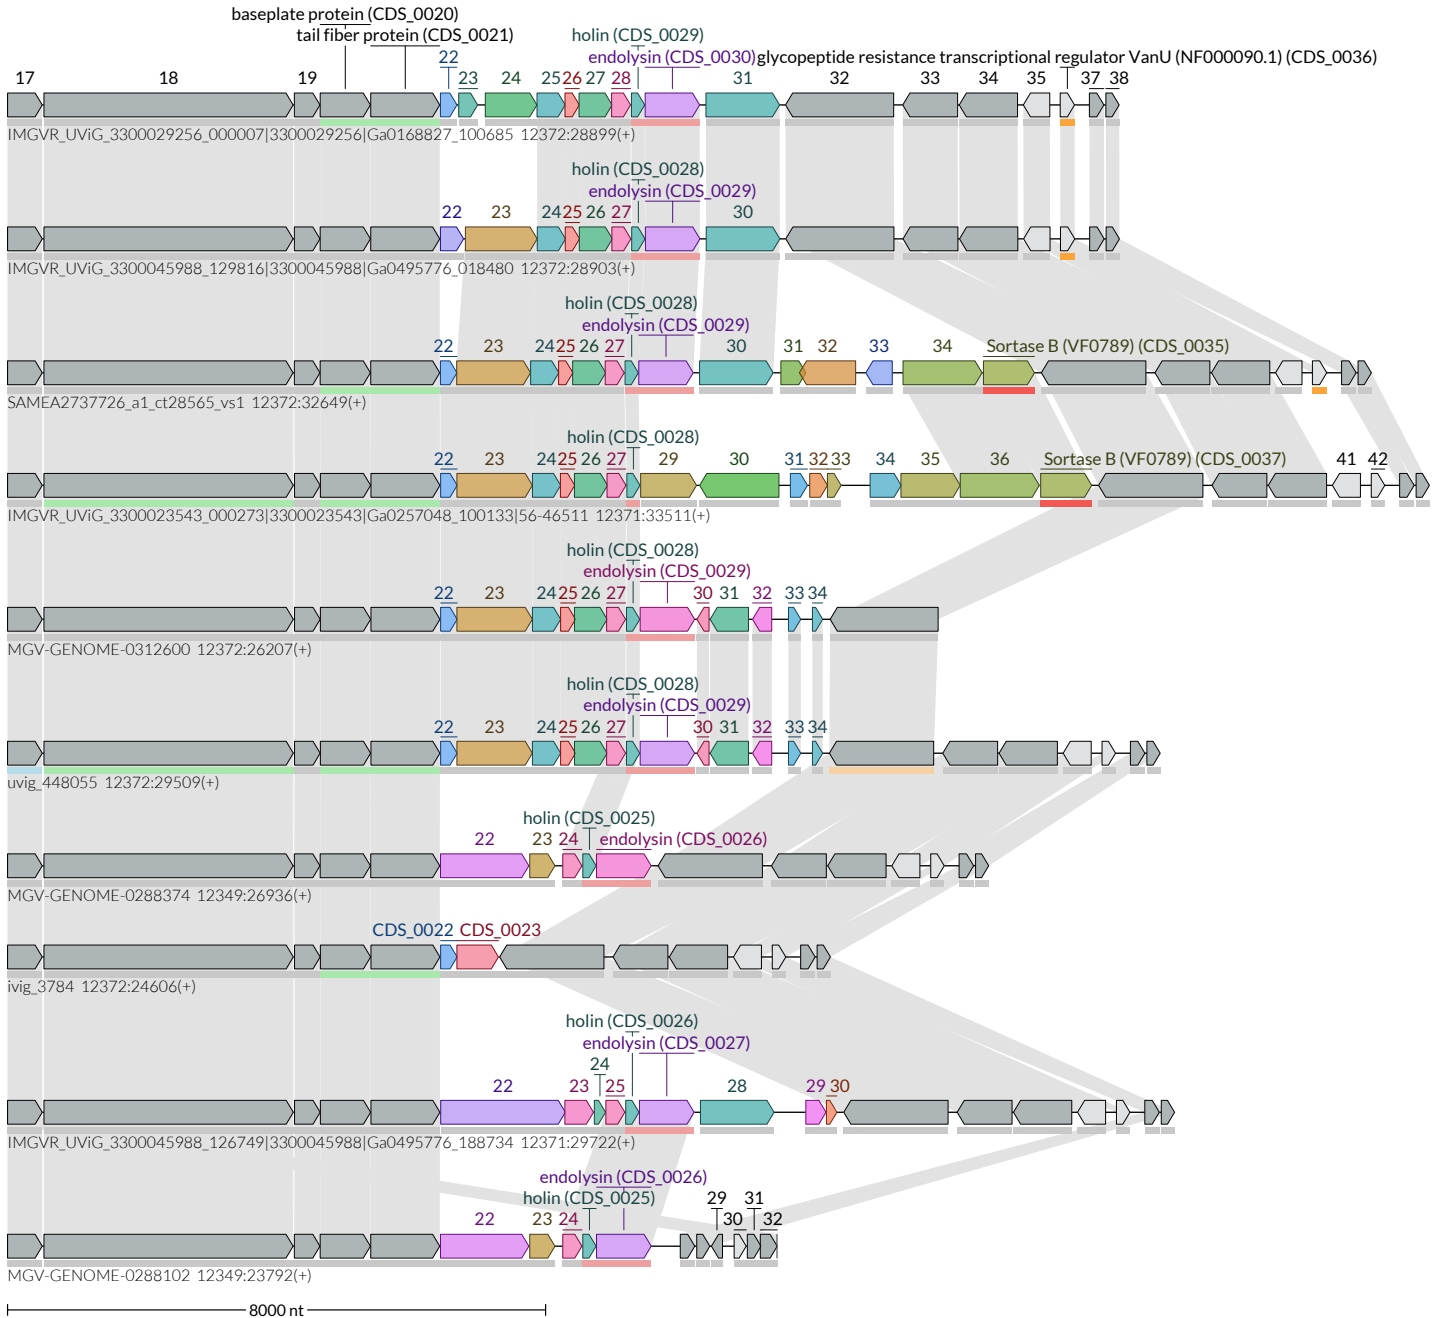 baseplate protein (CDS_0020)
tail fiber protein (CDS_0021) holin (CDS_0029)
22 endolysin (CDS_0030) glycopeptide resistance transcriptional regulator VanU (NF000090.1) (CDS_0036)
17 18 19 23 24 25 26 27 28 31 32 33 34 35 37 38
IMGVR_UViG_3300029256_000007|3300029256|Ga0168827_100685 12372:28899(+)
holin (CDS_0028)
endolysin (CDS_0029)
22 23 24 25 26 27 30
IMGVR_UViG_3300045988_129816|3300045988|Ga0495776_018480 12372:28903(+)
holin (CDS_0028)
endolysin (CDS_0029)
22 23 24 25 26 27 30 31 32 33 34 Sortase B (VF0789) (CDS_0035)
SAMEA2737726_a1_ct28565_vs1 12372:32649(+)
holin (CDS_0028)
22 23 24 25 26 27 29 30 31 32 33 34 35 36 Sortase B (VF0789) (CDS_0037) 41 42
IMGVR_UViG_3300023543_000273|3300023543|Ga0257048_100133|56-46511 12371:33511(+)
holin (CDS_0028)
endolysin (CDS_0029)
22 23 24 25 26 27 30 31 32 33 34
MGV-GENOME-0312600 12372:26207(+)
holin (CDS_0028)
endolysin (CDS_0029)
22 23 24 25 26 27 30 31 32 33 34
uvig_448055 12372:29509(+)
holin (CDS_0025)
22 23 24 endolysin (CDS_0026)
MGV-GENOME-0288374 12349:26936(+)
CDS_0022 CDS_0023
ivig_3784 12372:24606(+)
holin (CDS_0026)
endolysin (CDS_0027)
24
22 23 25 28 29 30
IMGVR_UViG_3300045988_126749|3300045988|Ga0495776_188734 12371:29722(+)
endolysin (CDS_0026)
holin (CDS_0025) 29 31
22 23 24 30 32
MGV-GENOME-0288102 12349:23792(+)
8000 nt